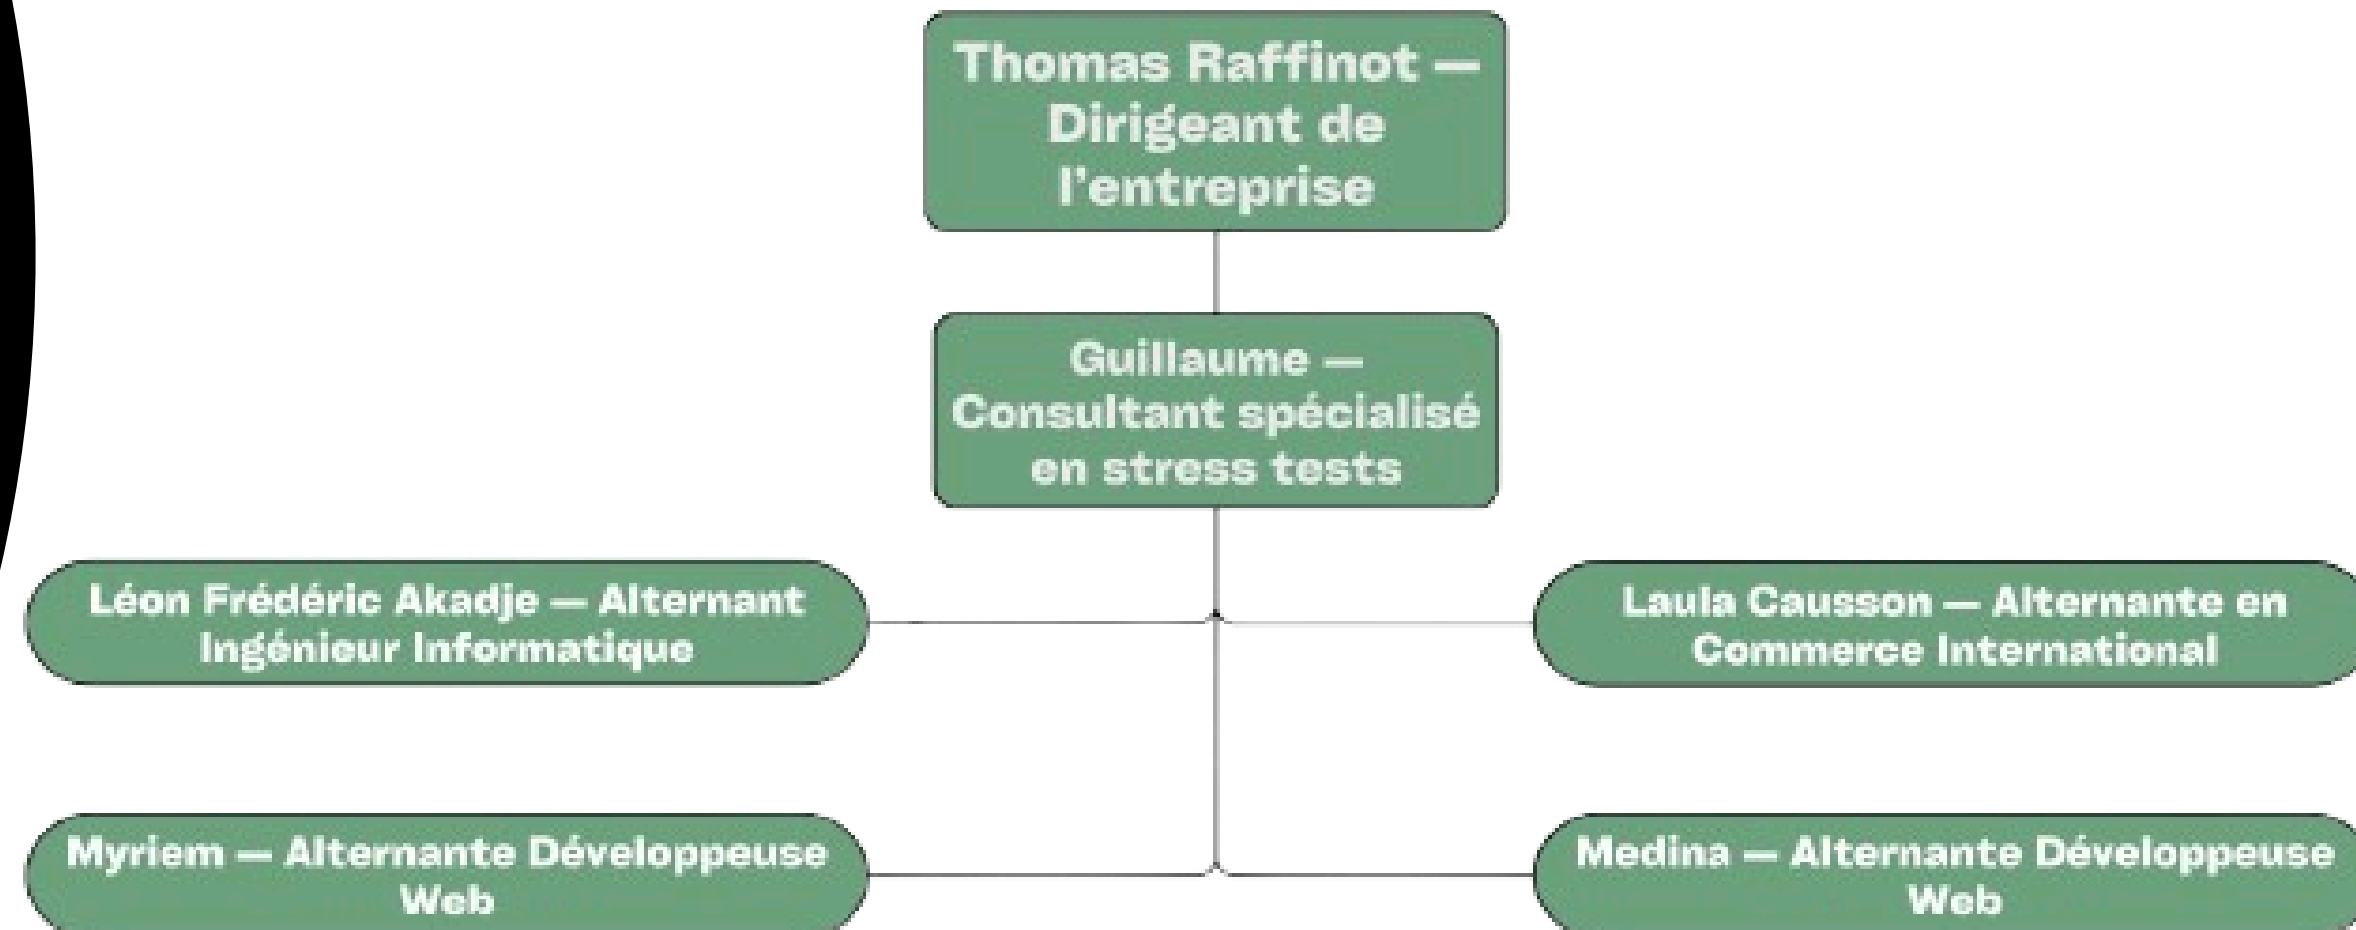 Thomas Raffinot —
Dirigeant de
l'entreprise
Guillaume —
Consultant spécialisé
en stress tests
Léon Frédéric Akadje — Alternant
Ingénieur Informatique
Laula Causson — Alternante en
Commerce International
Myriem — Alternante Développeuse
Web
Medina — Alternante Développeuse
Web